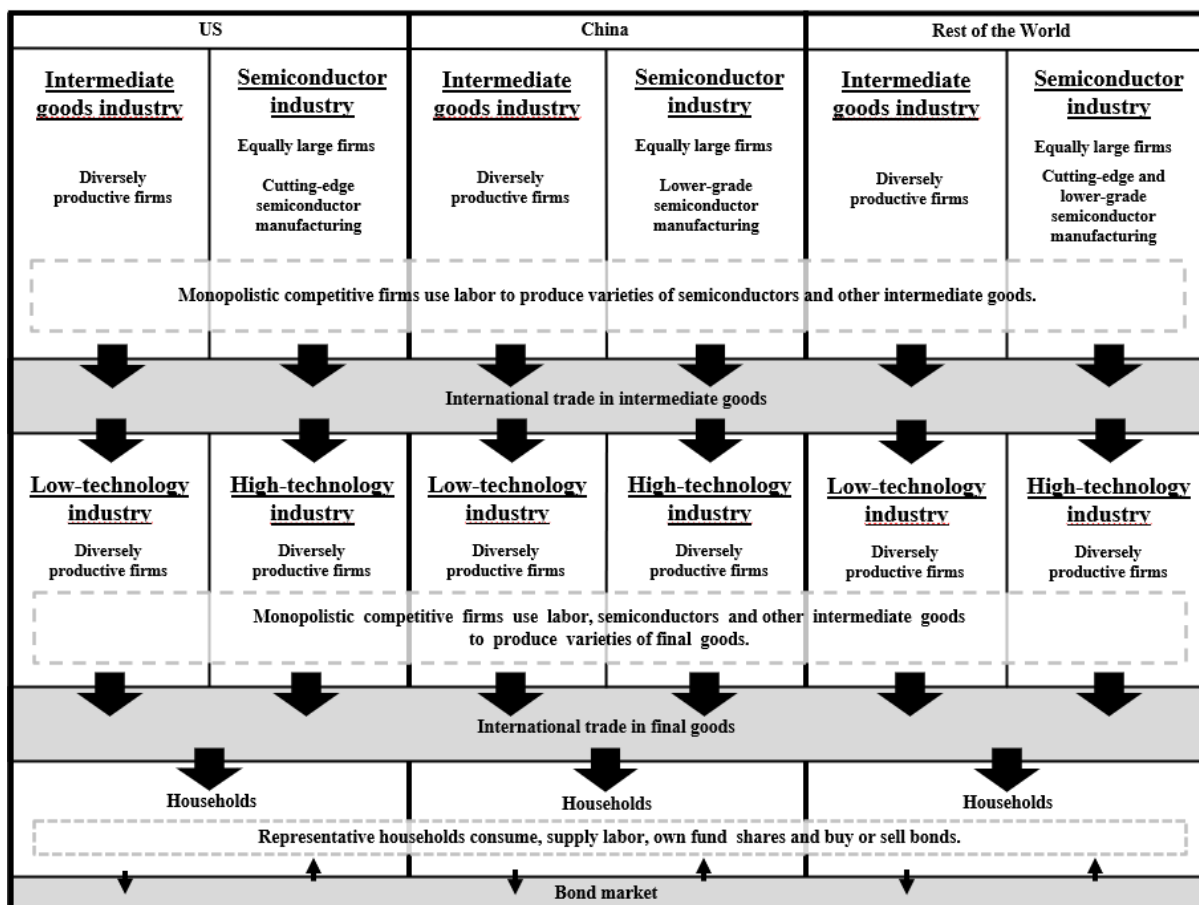 US
China
Rest of the World
Intermediate
goods industry
Diversely
productive firms
Semiconductor
industry
Equally large firms
Cutting-edge
semiconductor
manufacturing
Intermediate
goods industry
Diversely
productive firms
Semiconductor
industry
Equally large firms
Lower-grade
semiconductor
manufacturing
Intermediate
goods industry
Diversely
productive firms
Semiconductor
industry
Equally large firms
Cutting-edge and
lower-grade
semiconductor
manufacturing
Monopolistic competitive firms use labor to produce varieties of semiconductors and other intermediate goods.
International trade in intermediate goods
Low-technology
industry
Diversely
productive firms
High-technology
industry
Diversely
productive firms
Low-technology
industry
Diversely
productive firms
High-technology
industry
Diversely
productive firms
Low-technology
industry
Diversely
productive firms
High-technology
industry
Diversely
productive firms
Monopolistic competitive firms use labor, semiconductors and other intermediate goods
to produce varieties of final goods.
International trade in final goods
Households
Households
Households
Representative households consume, supply labor, own fund shares and buy or sell bonds.
Bond market